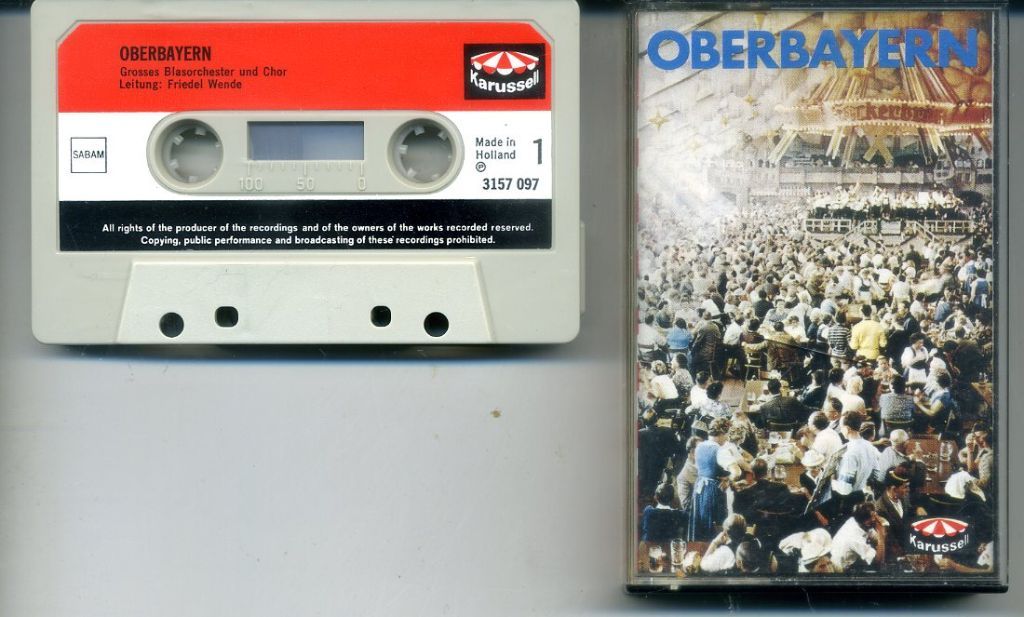 OBERBAYERN
Grosses Blasorchester und Chor
Leitung: Friedel Wende
Karussell
SABAM
Made in
Holland
1
℗
3157 097
100 50 0
All rights of the producer of the recordings and of the owners of the works recorded reserved.
Copying, public performance and broadcasting of these recordings prohibited.
OBERBAYERN
Karussell